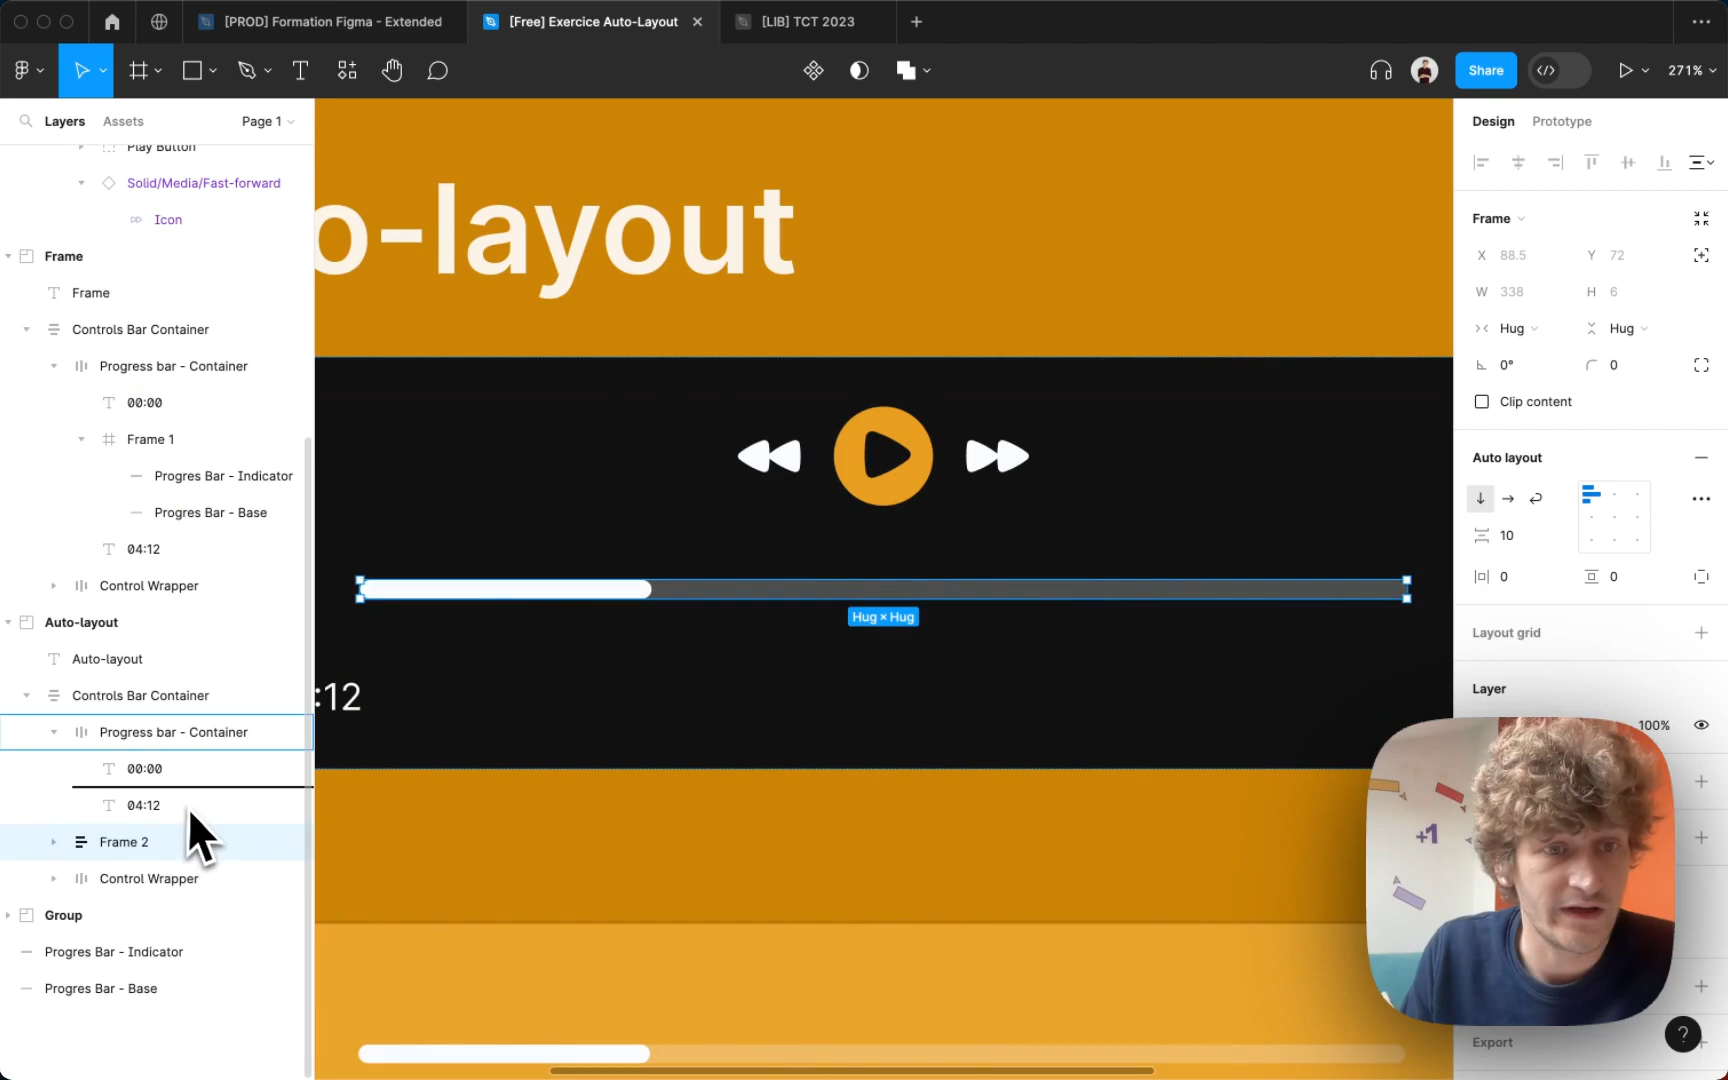 [PROD] Formation Figma - Extended
[Free] Exercice Auto-Layout
[LIB] TCT 2023
Share
271%
Layers
Assets
Page 1
Play Button
Solid/Media/Fast-forward
Icon
Frame
Frame
Controls Bar Container
Progress bar - Container
00:00
Frame 1
Progres Bar - Indicator
Progres Bar - Base
04:12
Control Wrapper
Auto-layout
Auto-layout
Controls Bar Container
Progress bar - Container
00:00
04:12
Frame 2
Control Wrapper
Group
Progres Bar - Indicator
Progres Bar - Base
o-layout
Hug × Hug
:12
Design
Prototype
Frame
X 88.5
Y 72
W 338
H 6
Hug
Hug
0°
0
Clip content
Auto layout
10
0
0
Layout grid
Layer
100%
+1
Export
?